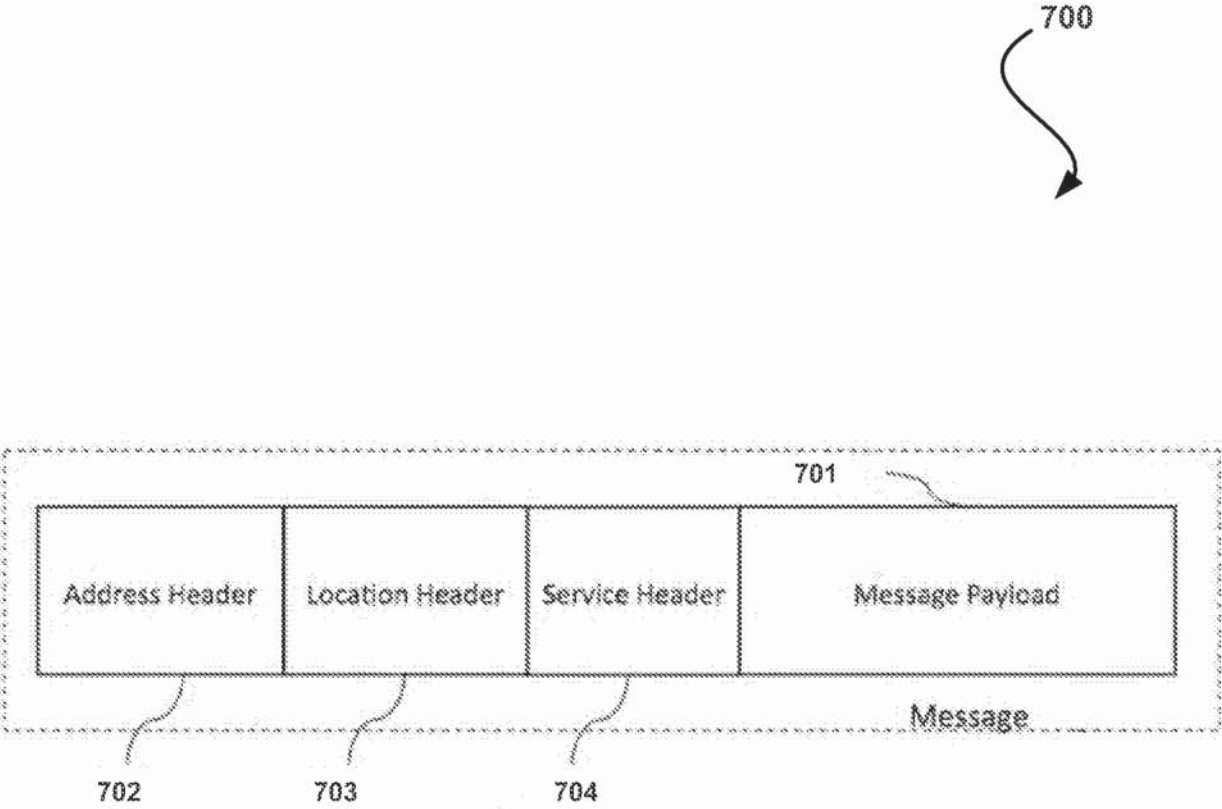 700
701
Address Header
Location Header
Service Header
Message Payload
Message
702
703
704